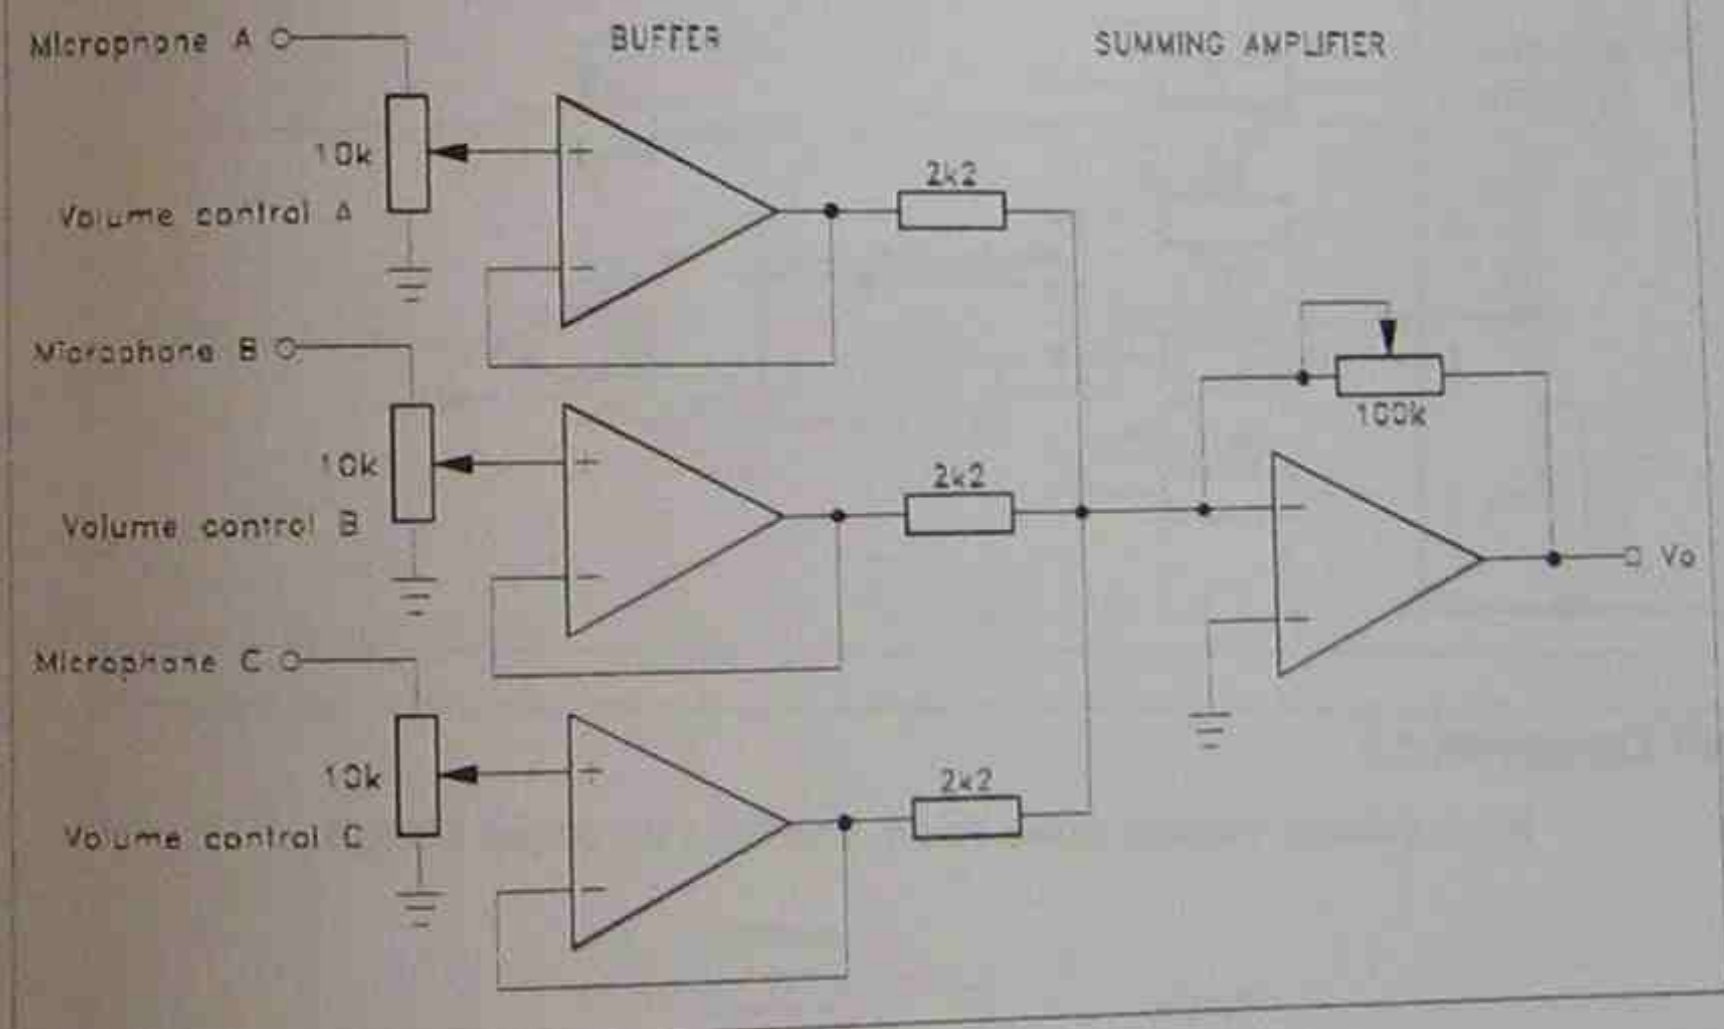 Microphone A
BUFFER
SUMMING AMPLIFIER
10k
+
2k2
Volume control A
−
Microphone B
100k
10k
+
2k2
−
Volume control B
−
Vo
−
Microphone C
10k
+
2k2
Volume control C
−